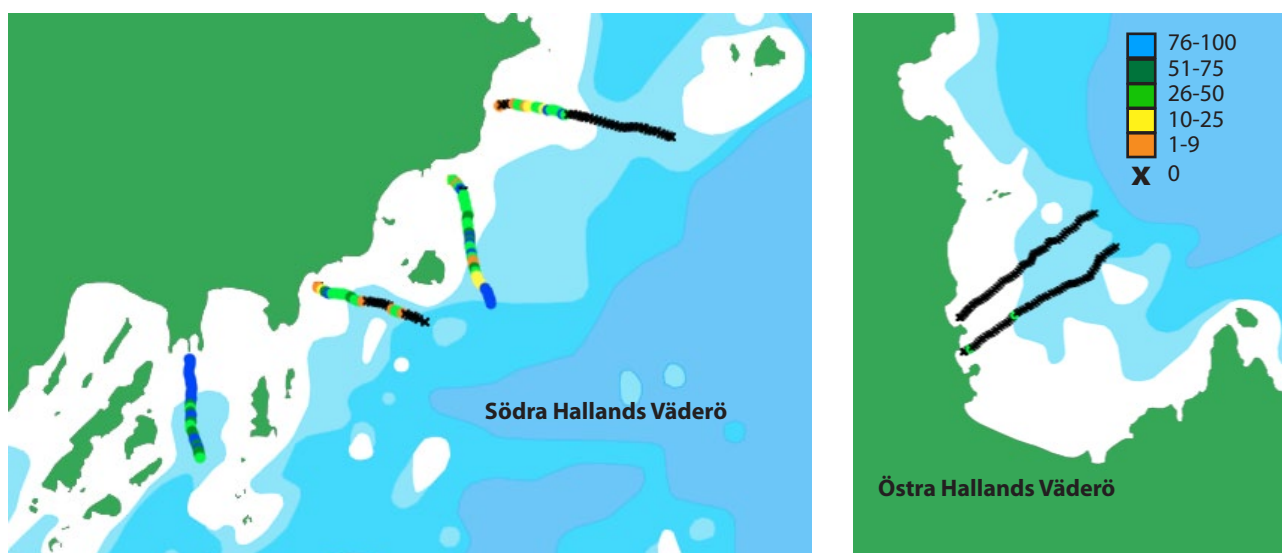 76-100
51-75
26-50
10-25
1-9
x 0
Södra Hallands Väderö
Östra Hallands Väderö